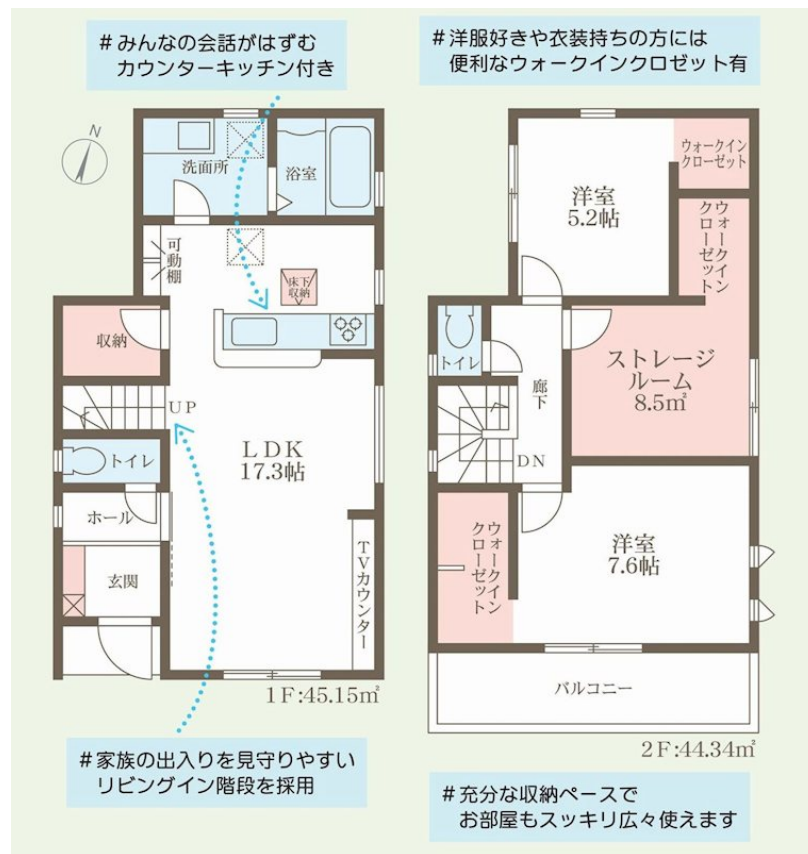 #みんなの会話がはずむ
カウンターキッチン付き
#洋服好きや衣装持ちの方には
便利なウォークインクロゼット有
N
洗面所
浴室
可動棚
床下
収納
収納
UP
トイレ
ホール
玄関
LDK
17.3帖
TVカウンター
1F:45.15㎡
ウォークイン
クローゼット
洋室
5.2帖
ウォークイン
クローゼット
トイレ
廊下
ストレージ
ルーム
8.5㎡
DN
ウォークイン
クローゼット
洋室
7.6帖
バルコニー
2F:44.34㎡
#家族の出入りを見守りやすい
リビングイン階段を採用
#充分な収納ペースで
お部屋もスッキリ広々使えます